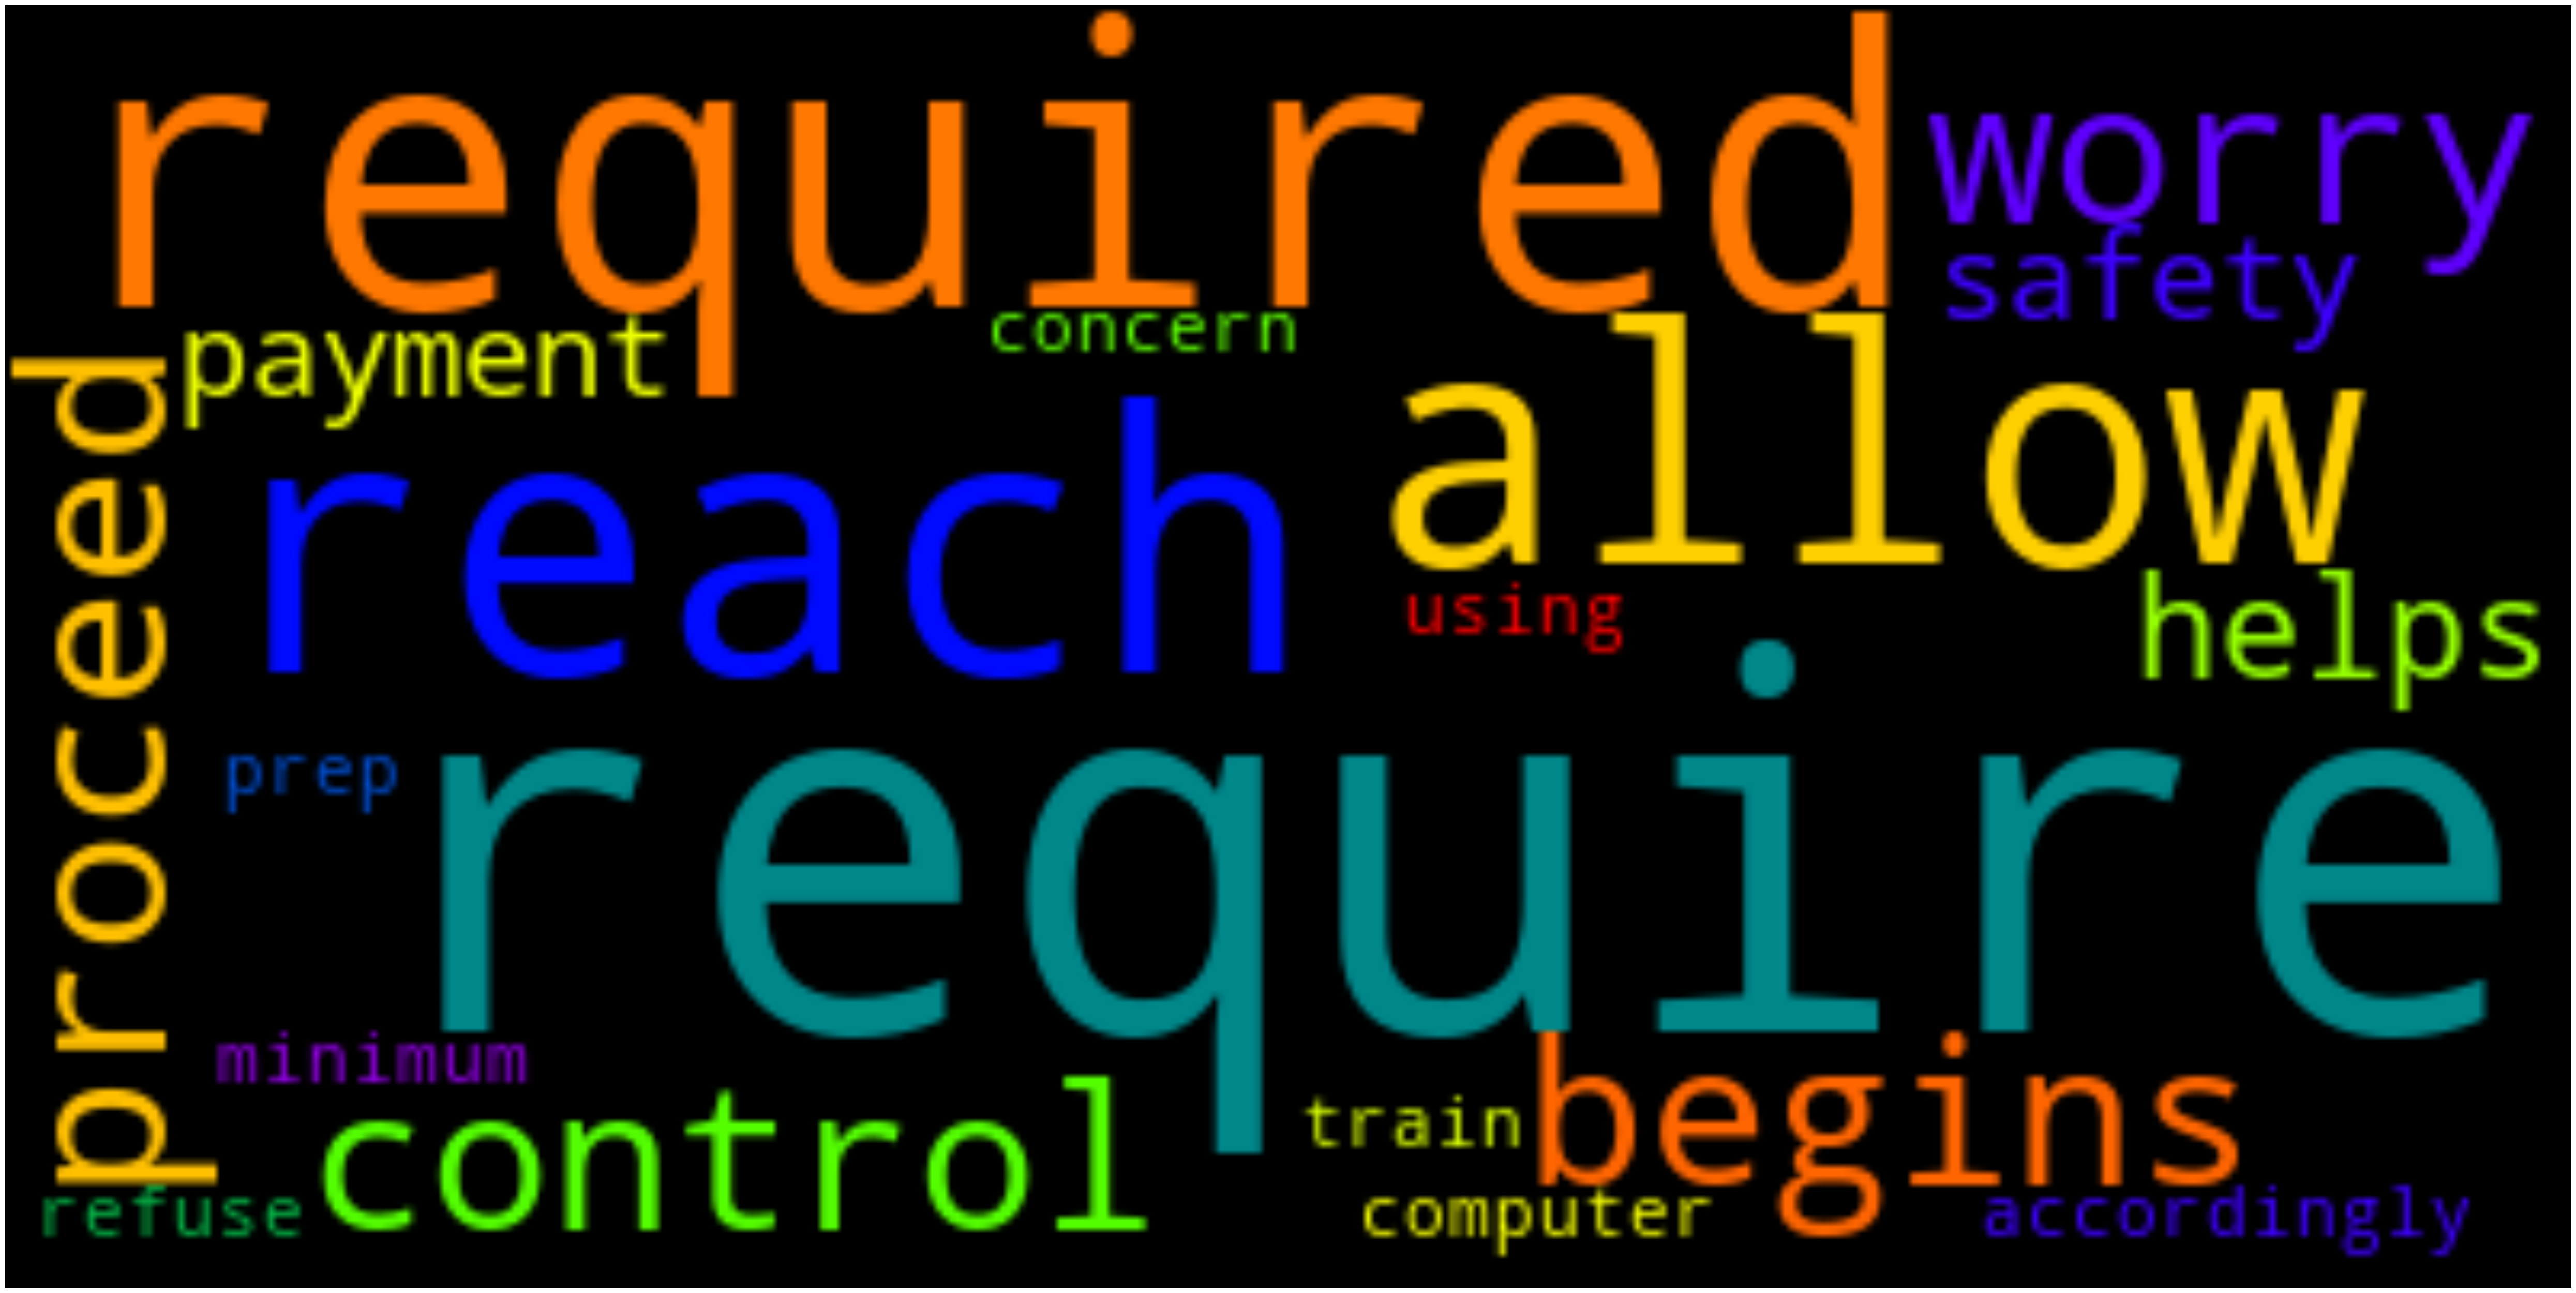 required
worry
safety
payment
concern
allow
proceed
reach
using
helps
prep
require
minimum
control
train
begins
refuse
computer
accordingly